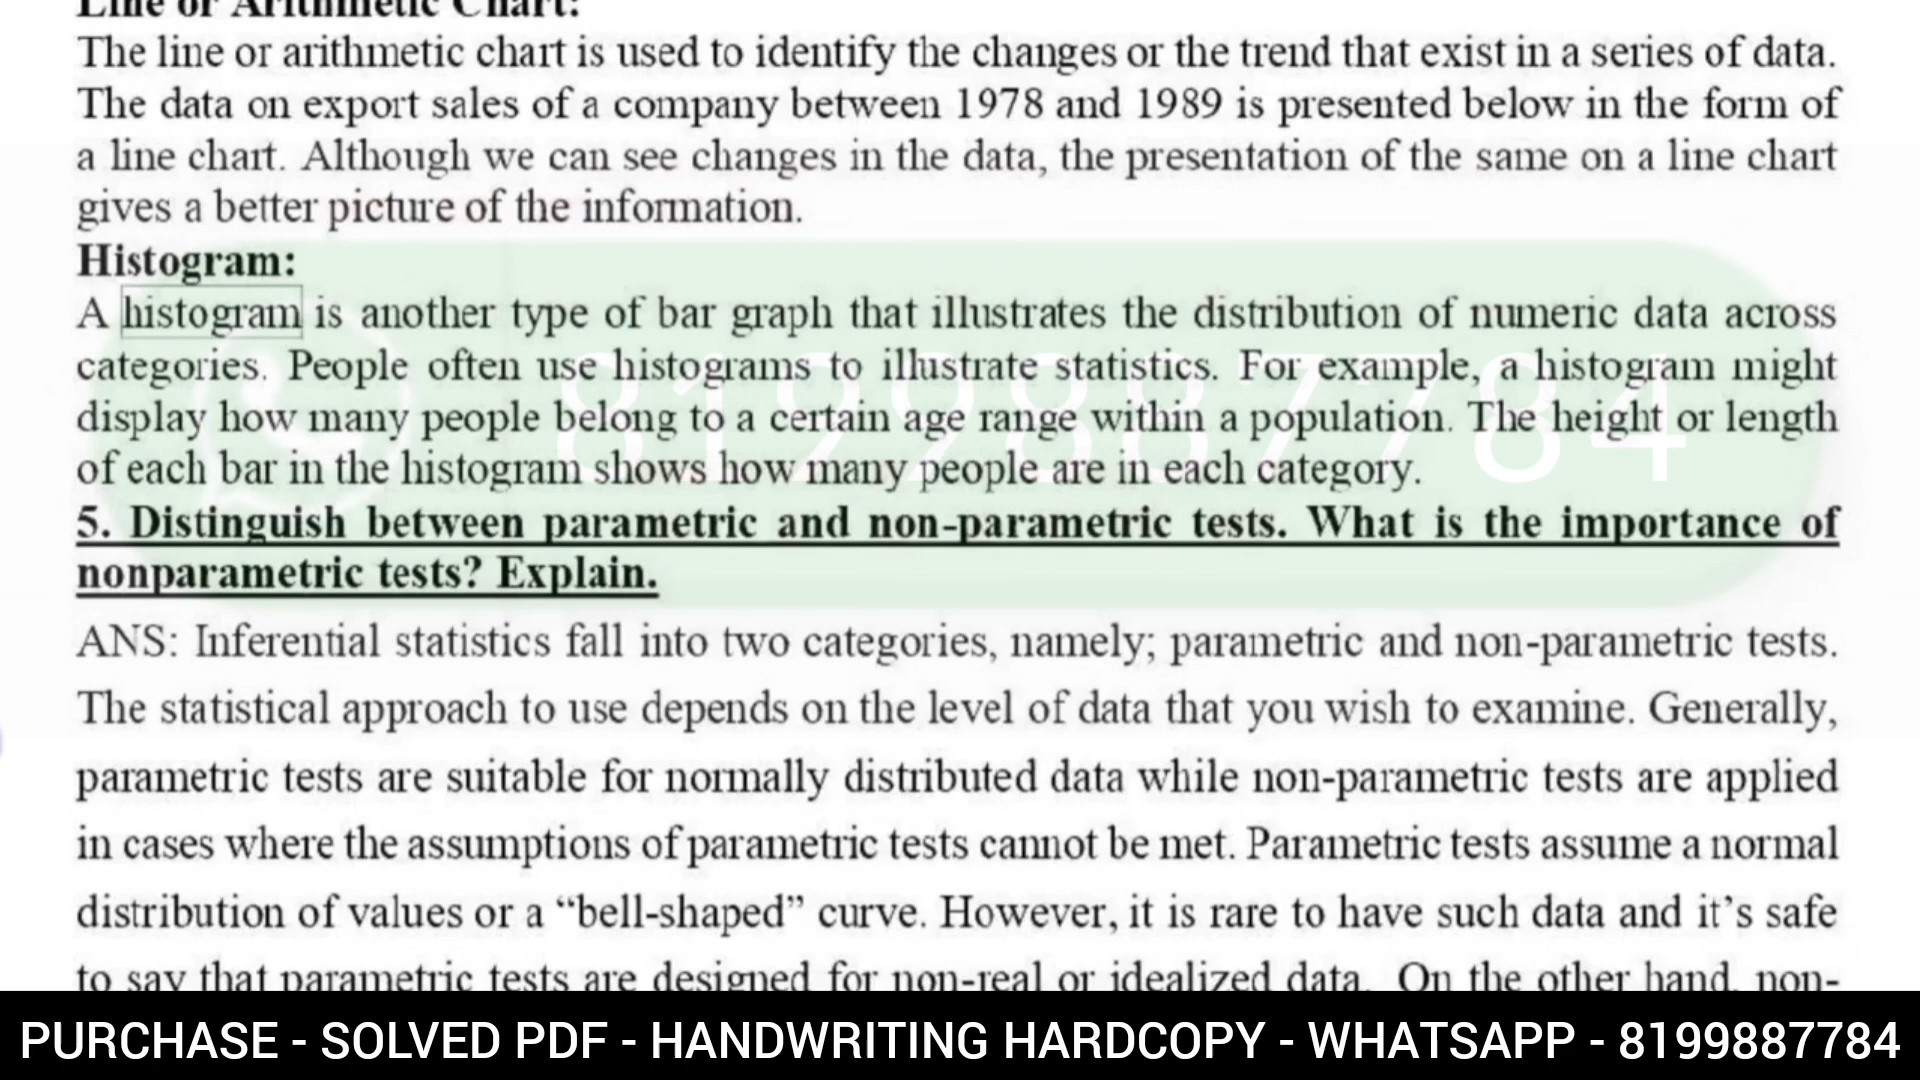 Line or Arithmetic Chart:
The line or arithmetic chart is used to identify the changes or the trend that exist in a series of data.
The data on export sales of a company between 1978 and 1989 is presented below in the form of
a line chart. Although we can see changes in the data, the presentation of the same on a line chart
gives a better picture of the information.
Histogram:
A histogram is another type of bar graph that illustrates the distribution of numeric data across
categories. People often use histograms to illustrate statistics. For example, a histogram might
display how many people belong to a certain age range within a population. The height or length
of each bar in the histogram shows how many people are in each category.
8199887784
5. Distinguish between parametric and non-parametric tests. What is the importance of
nonparametric tests? Explain.
ANS: Inferential statistics fall into two categories, namely; parametric and non-parametric tests.
The statistical approach to use depends on the level of data that you wish to examine. Generally,
parametric tests are suitable for normally distributed data while non-parametric tests are applied
in cases where the assumptions of parametric tests cannot be met. Parametric tests assume a normal
distribution of values or a “bell-shaped” curve. However, it is rare to have such data and it’s safe
to say that parametric tests are designed for non-real or idealized data. On the other hand, non-
PURCHASE - SOLVED PDF - HANDWRITING HARDCOPY - WHATSAPP - 8199887784